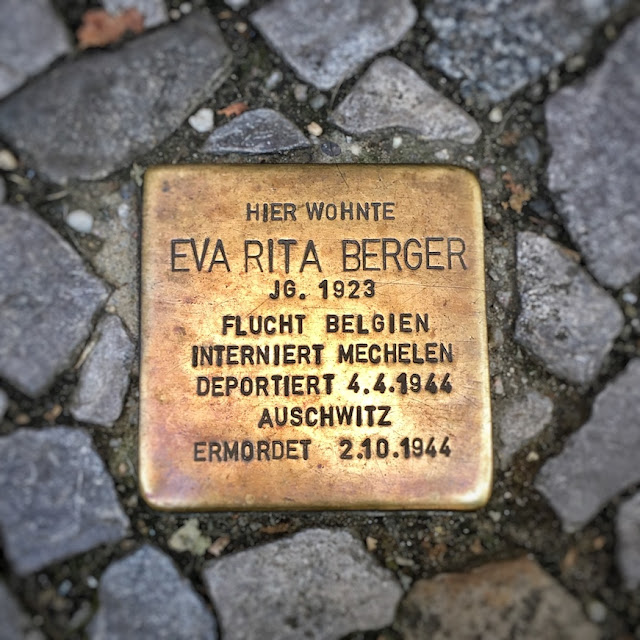 HIER WOHNTE
EVA RITA BERGER
JG. 1923
FLUCHT BELGIEN
INTERNIERT MECHELEN
DEPORTIERT 4.4.1944
AUSCHWITZ
ERMORDET 2.10.1944